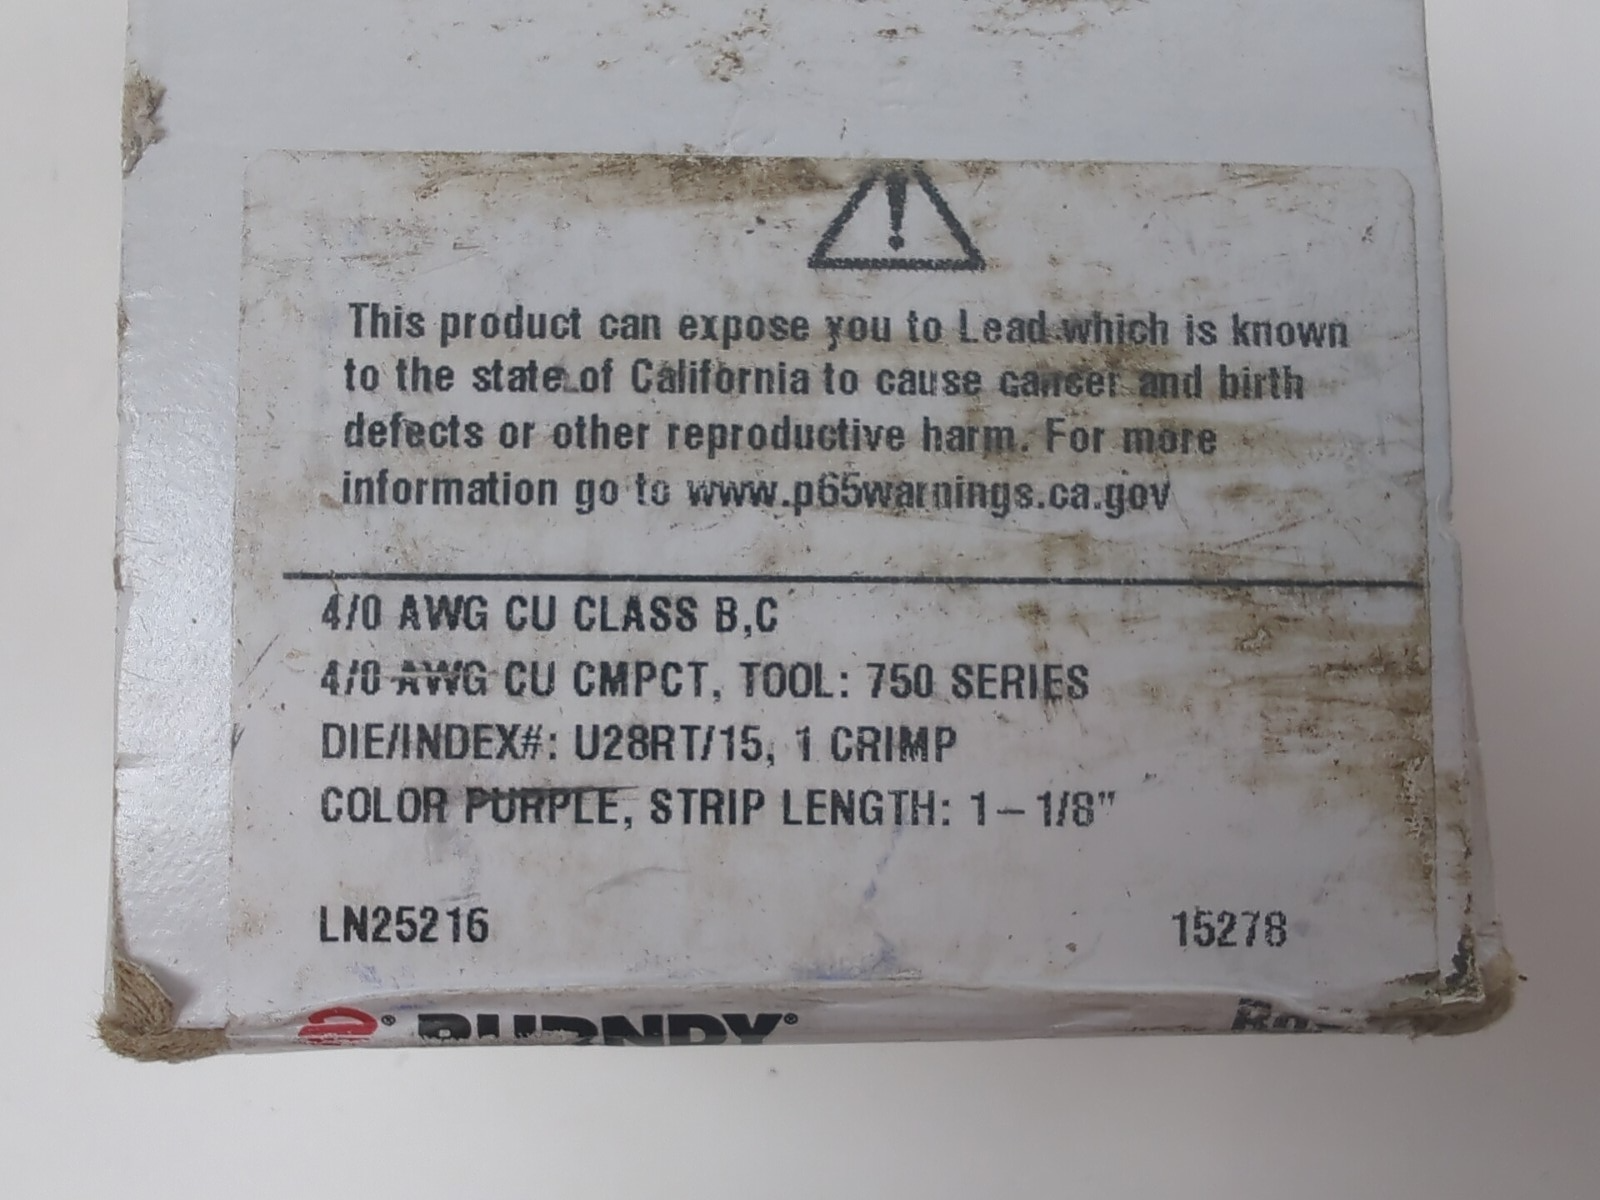 This product can expose you to Lead which is known
to the state of California to cause cancer and birth
defects or other reproductive harm. For more
information go to www.p65warnings.ca.gov
4/0 AWG CU CLASS B,C
4/0 AWG CU CMPCT, TOOL: 750 SERIES
DIE/INDEX#: U28RT/15, 1 CRIMP
COLOR PURPLE, STRIP LENGTH: 1-1/8"
LN25216 15278
BURNDY®